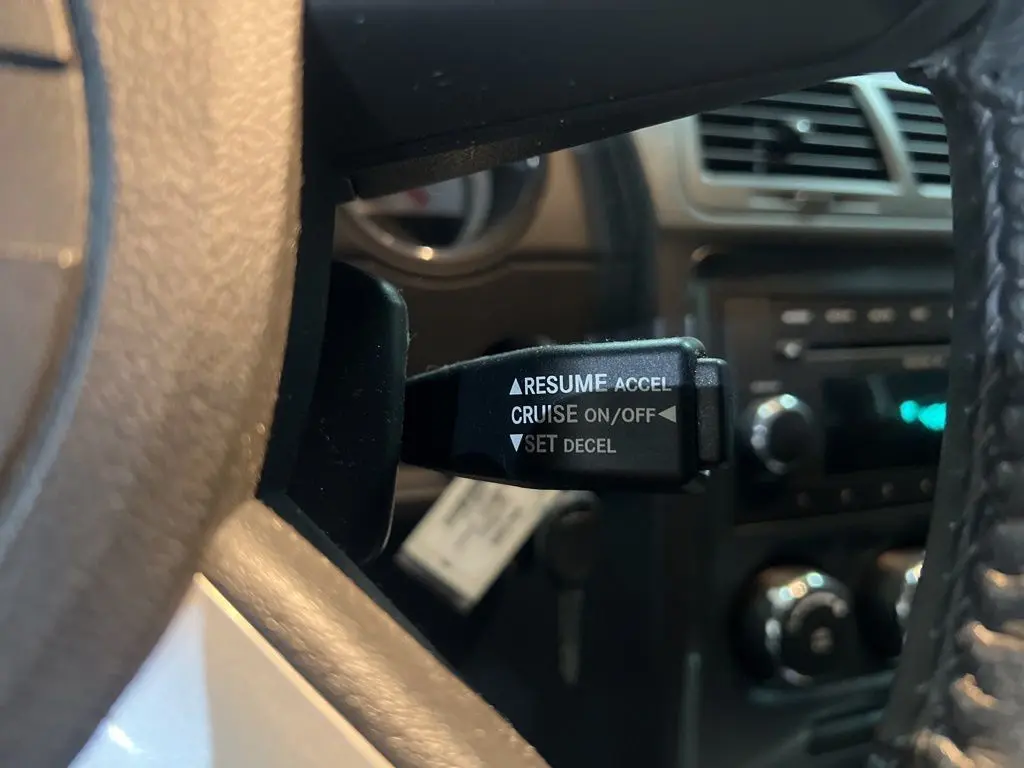 ▲RESUME ACCEL
CRUISE ON/OFF◄
▼SET DECEL